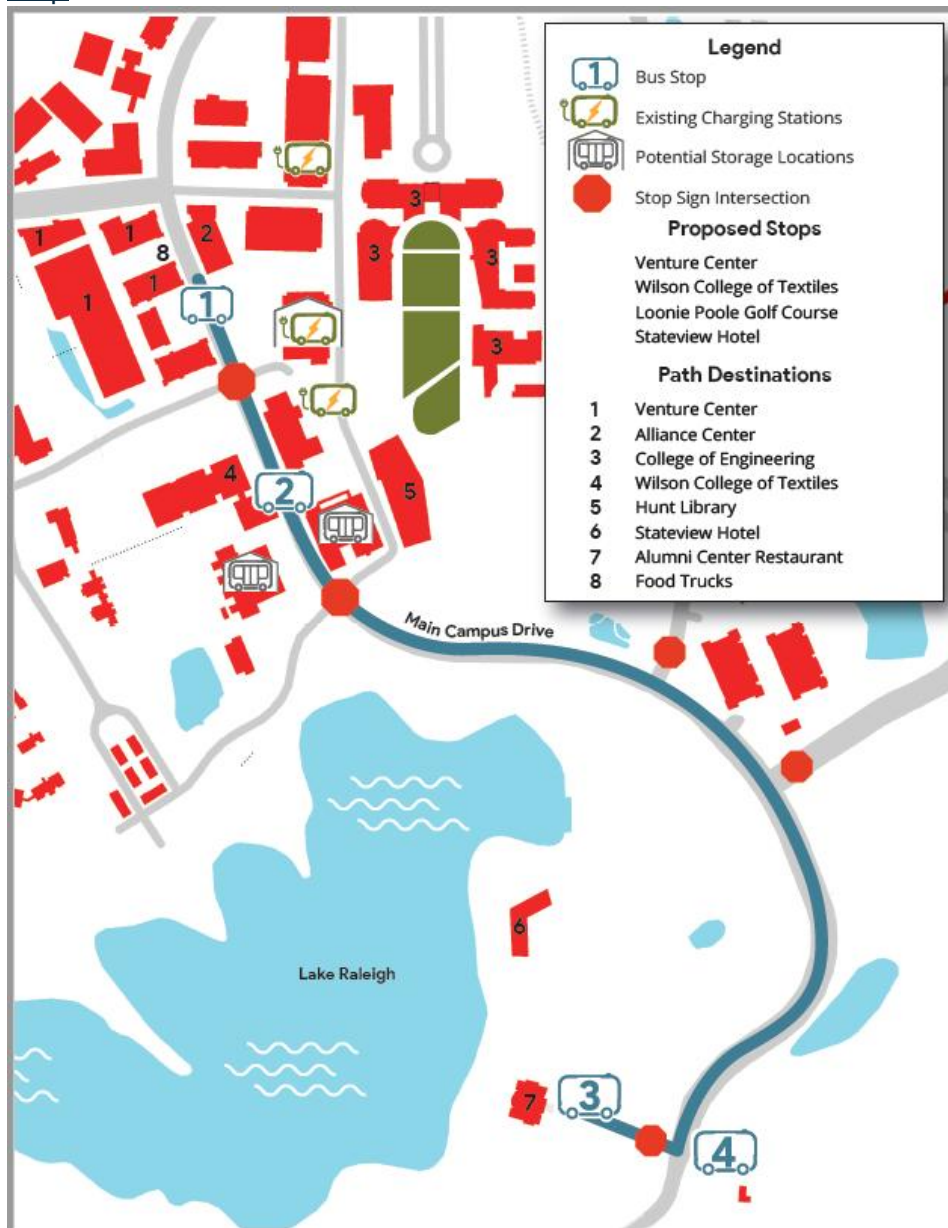 Legend
1 Bus Stop
Existing Charging Stations
Potential Storage Locations
Stop Sign Intersection
Proposed Stops
Venture Center
Wilson College of Textiles
Loonie Poole Golf Course
Stateview Hotel
Path Destinations
1 Venture Center
2 Alliance Center
3 College of Engineering
4 Wilson College of Textiles
5 Hunt Library
6 Stateview Hotel
7 Alumni Center Restaurant
8 Food Trucks
3
1
1
8
2
3
3
1
1
1
3
4
2
5
Main Campus Drive
6
Lake Raleigh
7
3
4